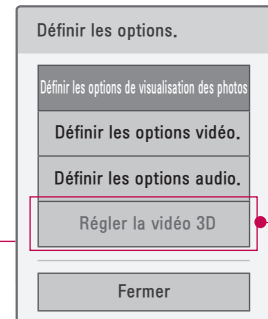 Définir les options.
Définir les options de visualisation des photos
Définir les options vidéo.
Définir les options audio.
Régler la vidéo 3D
Fermer